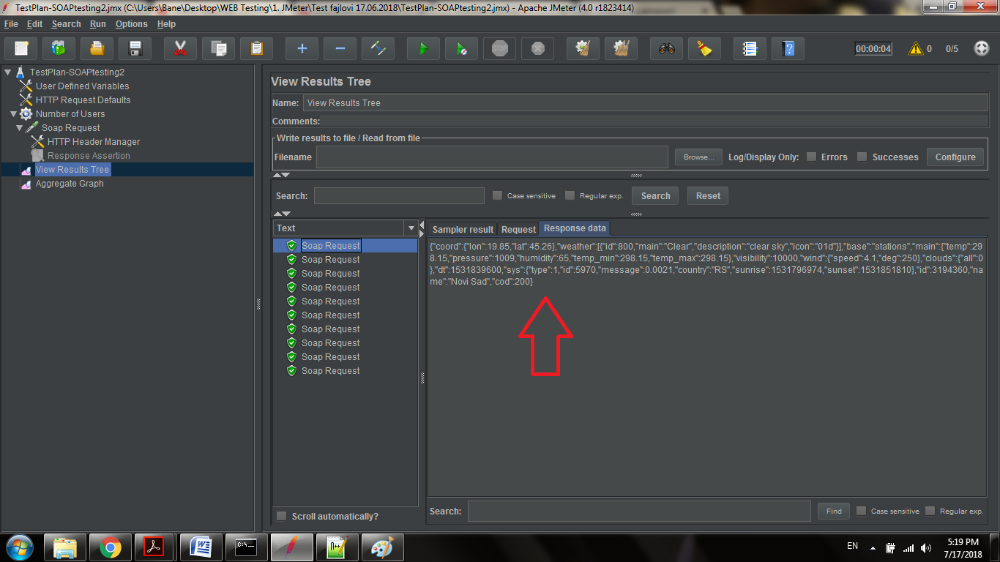 TestPlan-SOAPtesting2.jmx (C:\Users\Bane\Desktop\WEB Testing\1. JMeter\Test fajlovi 17.06.2018\TestPlan-SOAPtesting2.jmx) - Apache JMeter (4.0 r1823414)
File Edit Search Run Options Help
STOP
00:00:04 0 0/5
TestPlan-SOAPtesting2
User Defined Variables
HTTP Request Defaults
Number of Users
Soap Request
HTTP Header Manager
Response Assertion
View Results Tree
Aggregate Graph
View Results Tree
Name: View Results Tree
Comments:
Write results to file / Read from file
Filename Browse... Log/Display Only: Errors Successes Configure
Search: Case sensitive Regular exp. Search Reset
Text
Soap Request
Soap Request
Soap Request
Soap Request
Soap Request
Soap Request
Soap Request
Soap Request
Soap Request
Soap Request
Scroll automatically?
Sampler result Request Response data
{"coord":{"lon":19.85,"lat":45.26},"weather":[{"id":800,"main":"Clear","description":"clear sky","icon":"01d"}],"base":"stations","main":{"temp":29
8.15,"pressure":1009,"humidity":65,"temp_min":298.15,"temp_max":298.15},"visibility":10000,"wind":{"speed":4.1,"deg":250},"clouds":{"all":0
},"dt":1531839600,"sys":{"type":1,"id":5970,"message":0.0021,"country":"RS","sunrise":1531796974,"sunset":1531851810},"id":3194360,"na
me":"Novi Sad","cod":200}
Search: Find Case sensitive Regular exp.
C:\_
EN
5:19 PM
7/17/2018